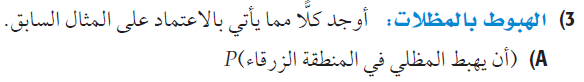 3) الهبوط بالمظلات: أوجد كلًّا مما يأتي بالاعتماد على المثال السابق.
A) (أن يهبط المظلي في المنطقة الزرقاء)P